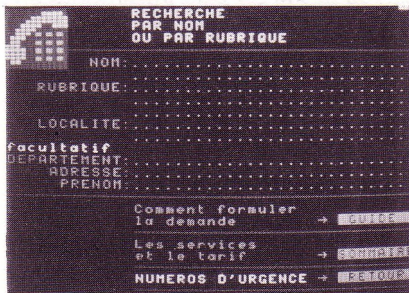 RECHERCHE
PAR NOM
OU PAR RUBRIQUE
NOM:
RUBRIQUE:
LOCALITE:
facultatif
DEPARTEMENT:
ADRESSE:
PRENOM:
Comment formuler
la demande → GUIDE
Les services
et le tarif → SOMMAIRE
NUMEROS D'URGENCE → RETOUR